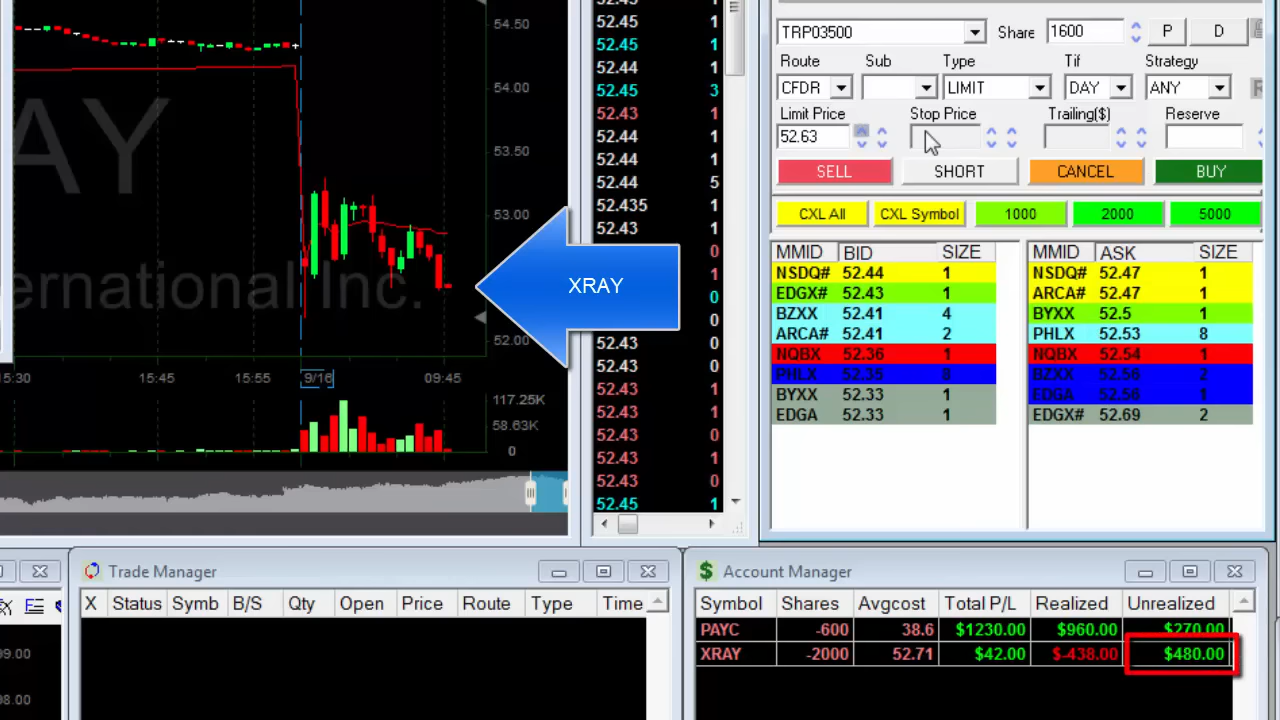 54.50
54.00
53.50
53.00
52.00
AY
ernational Inc.
15:30 15:45 15:55 9/16 09:45
117.25K
58.63K
0
XRAY
52.43 1
52.45 1
52.45 1
52.44 1
52.45 3
52.43 1
52.44 1
52.44 1
52.44 5
52.435 1
52.43 1
0
1
0
0
52.43 0
52.43 0
52.43 1
52.43 1
52.43 0
52.43 1
52.43 0
52.45 1
TRP03500 Share 1600 P D
Route Sub Type Tif Strategy
CFDR LIMIT DAY ANY
Limit Price Stop Price Trailing($) Reserve
52.63
SELL SHORT CANCEL BUY
CXL All CXL Symbol 1000 2000 5000
MMID BID SIZE
NSDQ# 52.44 1
EDGX# 52.43 1
BZXX 52.41 4
ARCA# 52.41 2
NQBX 52.36 1
PHLX 52.35 8
BYXX 52.33 1
EDGA 52.33 1
MMID ASK SIZE
NSDQ# 52.47 1
ARCA# 52.47 1
BYXX 52.5 1
PHLX 52.53 8
NQBX 52.54 1
BZXX 52.56 2
EDGA 52.56 1
EDGX# 52.69 2
99.00
98.00
Trade Manager
X Status Symb B/S Qty Open Price Route Type Time
$ Account Manager
Symbol Shares Avgcost Total P/L Realized Unrealized
PAYC -600 38.6 $1230.00 $960.00 $270.00
XRAY -2000 52.71 $42.00 $-438.00 $480.00